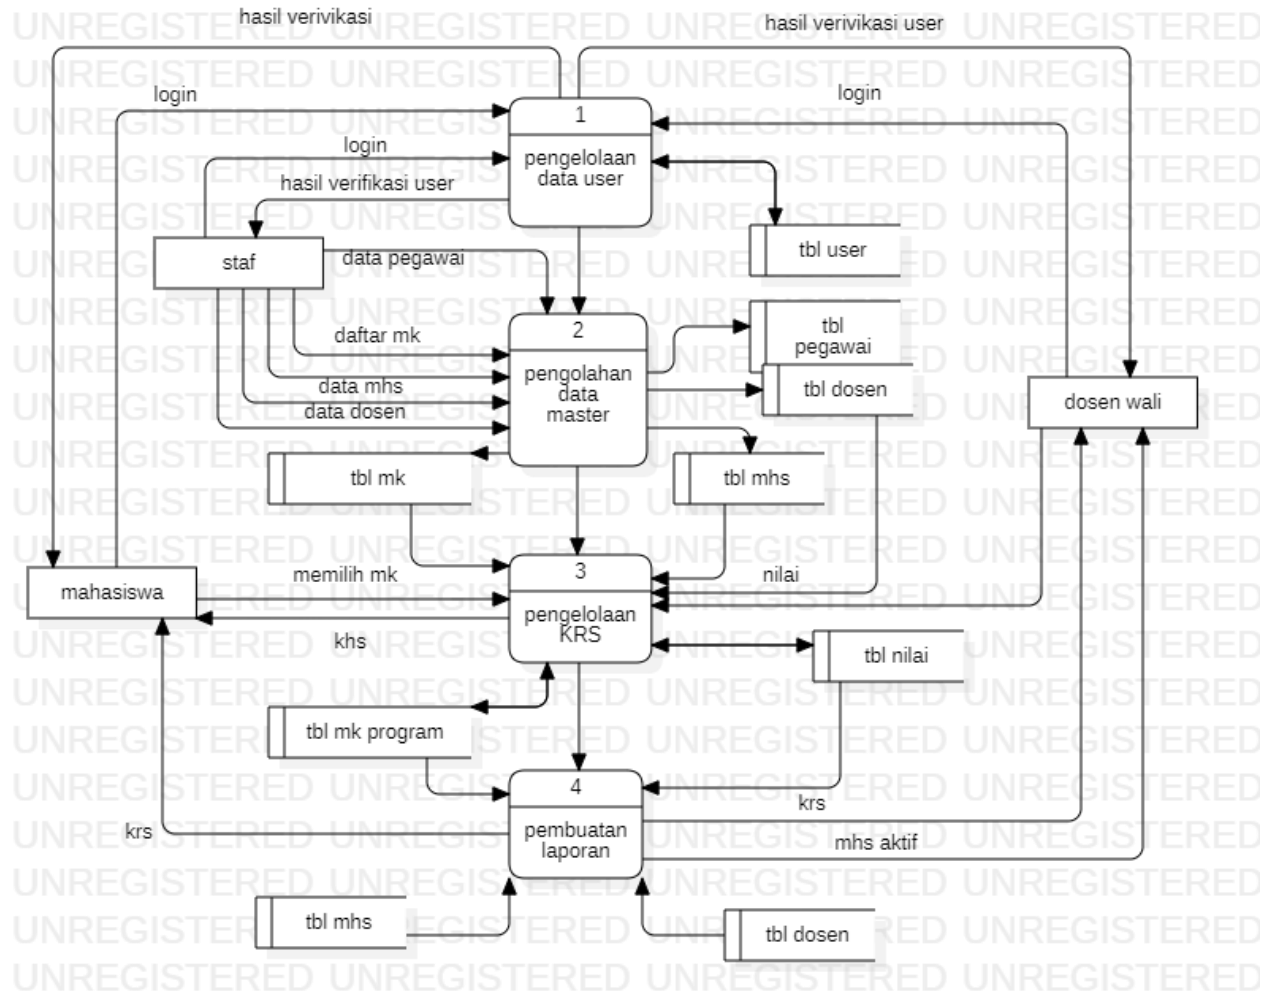 hasil verivikasi
hasil verivikasi user
login
login
1
login
pengelolaan
data user
hasil verifikasi user
tbl user
staf
data pegawai
2
tbl
pegawai
daftar mk
pengolahan
data
master
data mhs
tbl dosen
data dosen
dosen wali
tbl mk
tbl mhs
3
memilih mk
nilai
mahasiswa
pengelolaan
KRS
khs
tbl nilai
tbl mk program
4
krs
krs
pembuatan
laporan
mhs aktif
tbl mhs
tbl dosen
UNREGISTERED